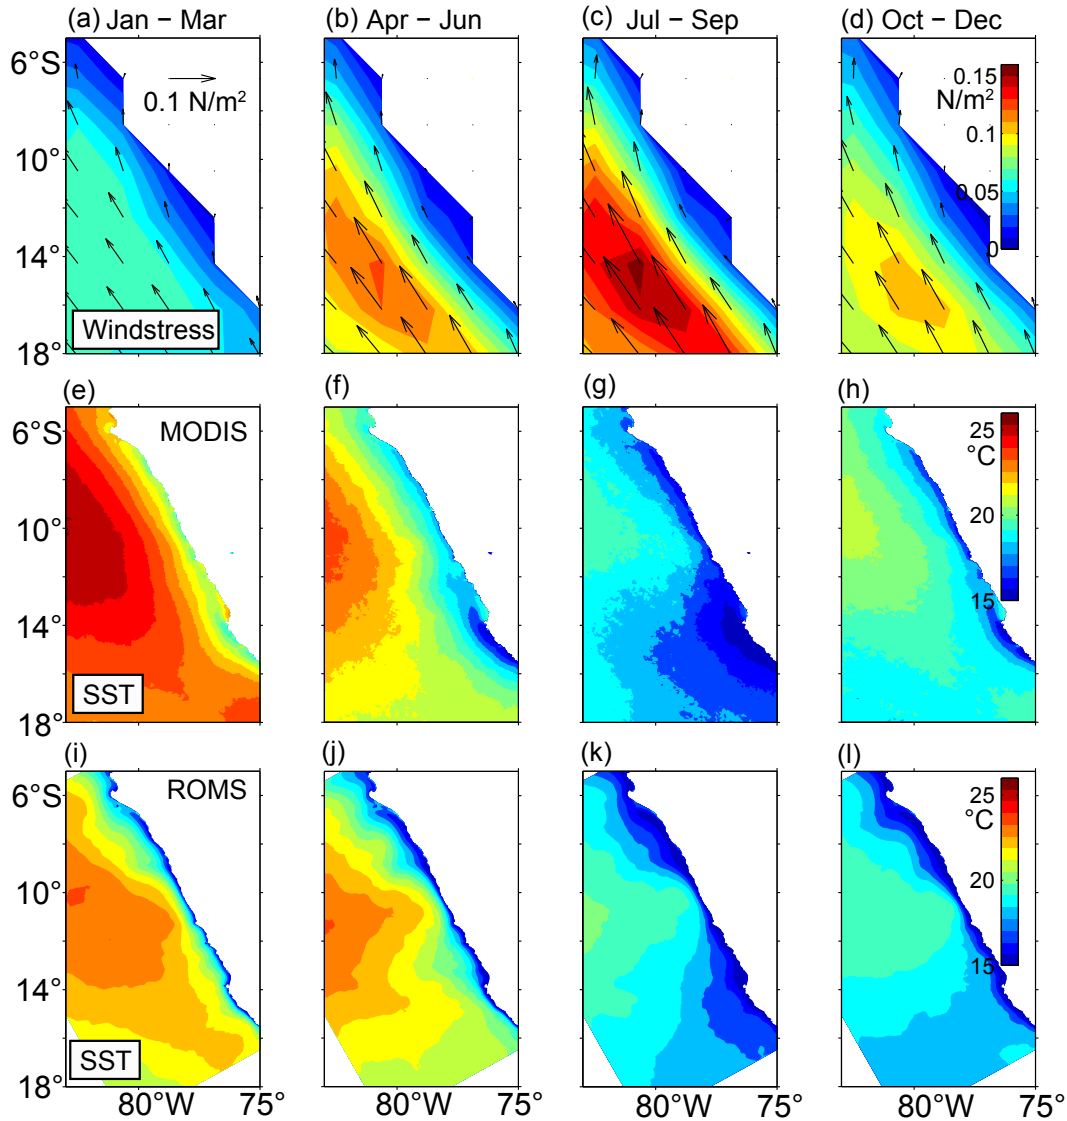 (a) Jan − Mar
(b) Apr − Jun
(c) Jul − Sep
(d) Oct − Dec
6°S
10°
14°
18°
0.1 N/m²
Windstress
0.15
N/m²
0.1
0.05
0
(e)
(f)
(g)
(h)
6°S
10°
14°
18°
MODIS
SST
25
°C
20
15
(i)
(j)
(k)
(l)
6°S
10°
14°
18°
ROMS
SST
25
°C
20
15
80°W
75°
80°W
75°
80°W
75°
80°W
75°